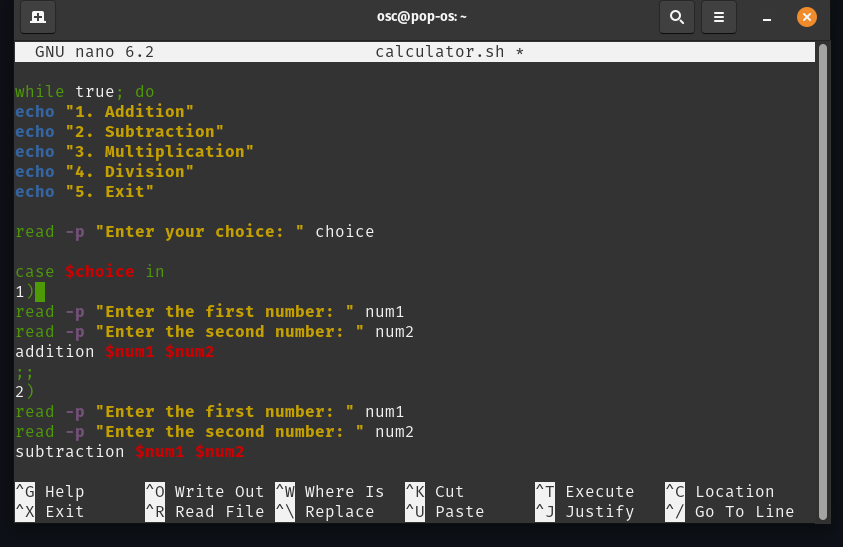 osc@pop-os: ~
GNU nano 6.2 calculator.sh *
while true; do
echo "1. Addition"
echo "2. Subtraction"
echo "3. Multiplication"
echo "4. Division"
echo "5. Exit"
read -p "Enter your choice: " choice
case $choice in
1)
read -p "Enter the first number: " num1
read -p "Enter the second number: " num2
addition $num1 $num2
;;
2)
read -p "Enter the first number: " num1
read -p "Enter the second number: " num2
subtraction $num1 $num2
^G Help ^O Write Out ^W Where Is ^K Cut ^T Execute ^C Location
^X Exit ^R Read File ^\ Replace ^U Paste ^J Justify ^/ Go To Line